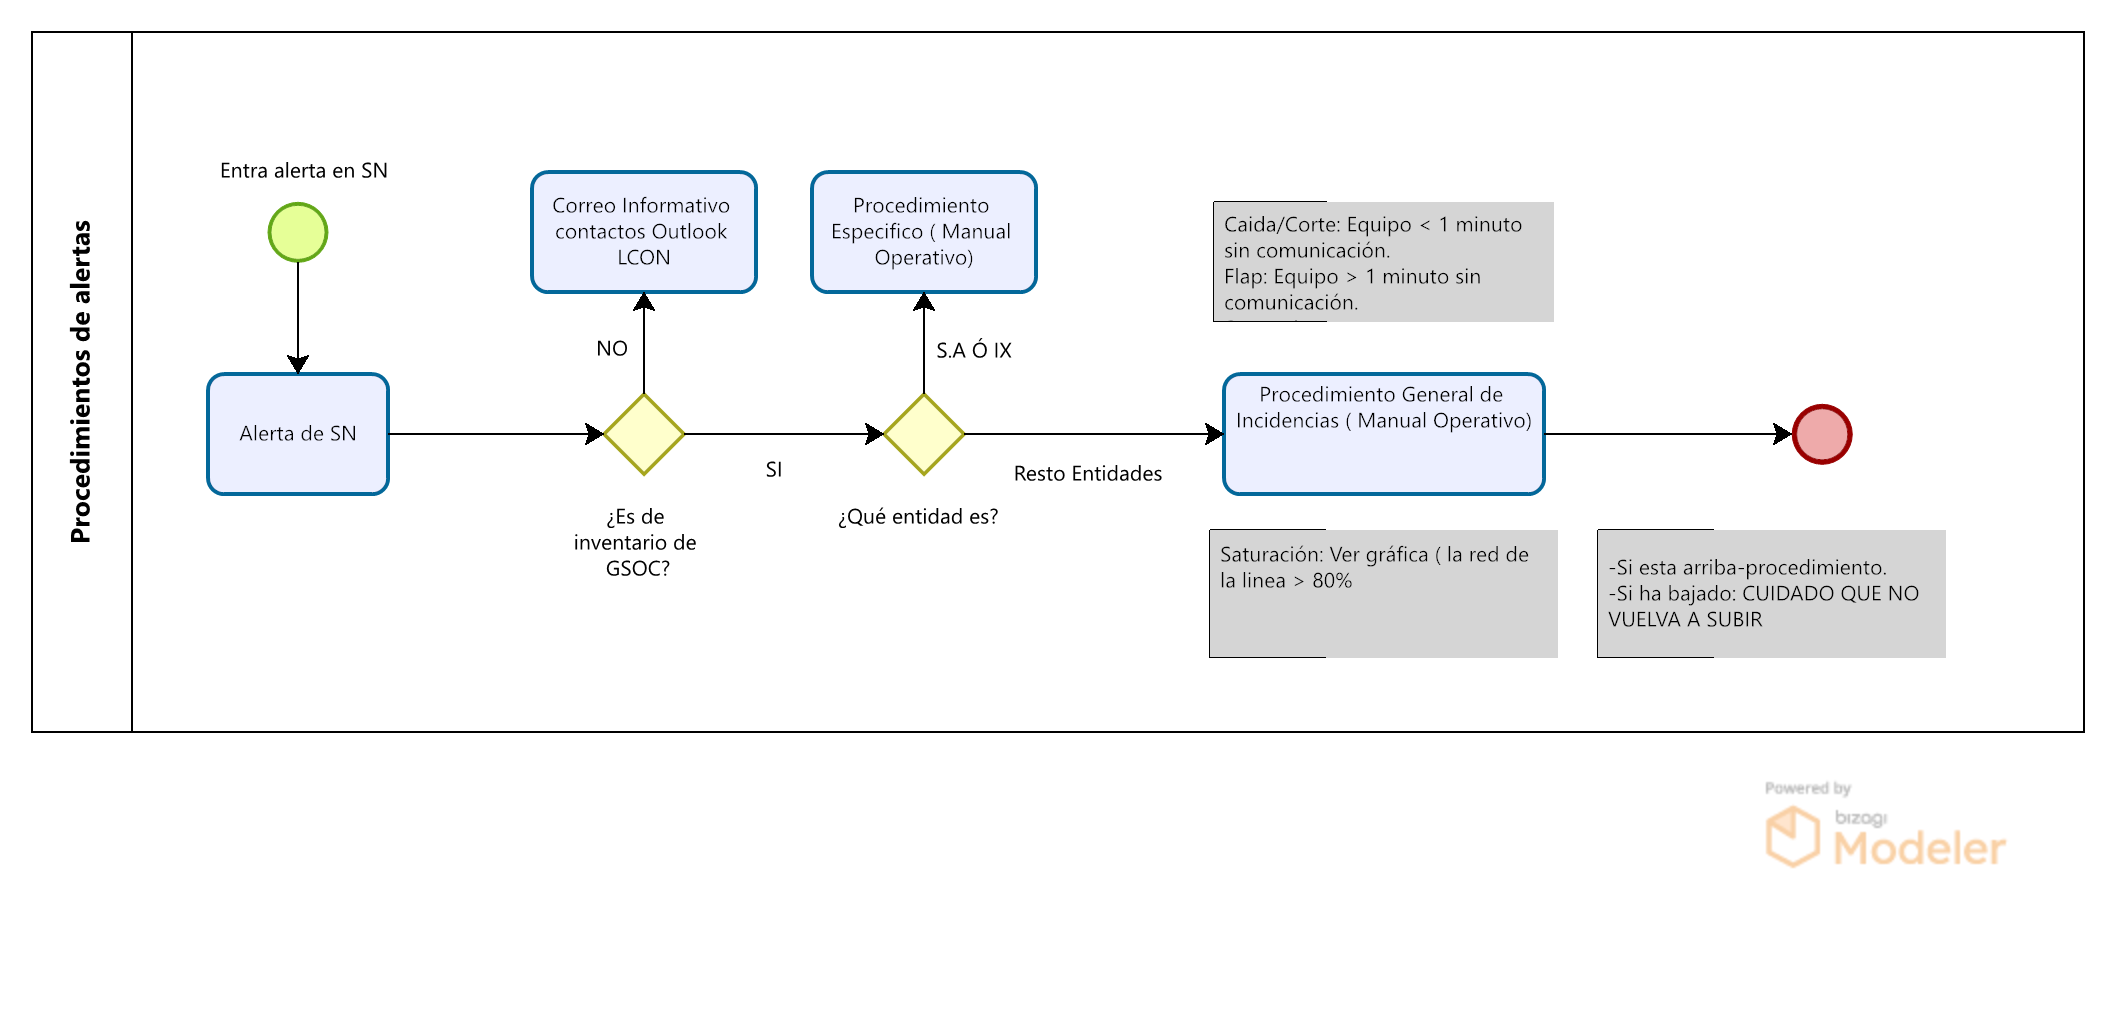 Procedimientos de alertas
Entra alerta en SN
Alerta de SN
Correo Informativo
contactos Outlook
LCON
NO
¿Es de
inventario de
GSOC?
SI
Procedimiento
Especifico ( Manual
Operativo)
S.A Ó IX
¿Qué entidad es?
Resto Entidades
Caida/Corte: Equipo < 1 minuto
sin comunicación.
Flap: Equipo > 1 minuto sin
comunicación.
Procedimiento General de
Incidencias ( Manual Operativo)
Saturación: Ver gráfica ( la red de
la linea > 80%
-Si esta arriba-procedimiento.
-Si ha bajado: CUIDADO QUE NO
VUELVA A SUBIR
Powered by
bizagi
Modeler